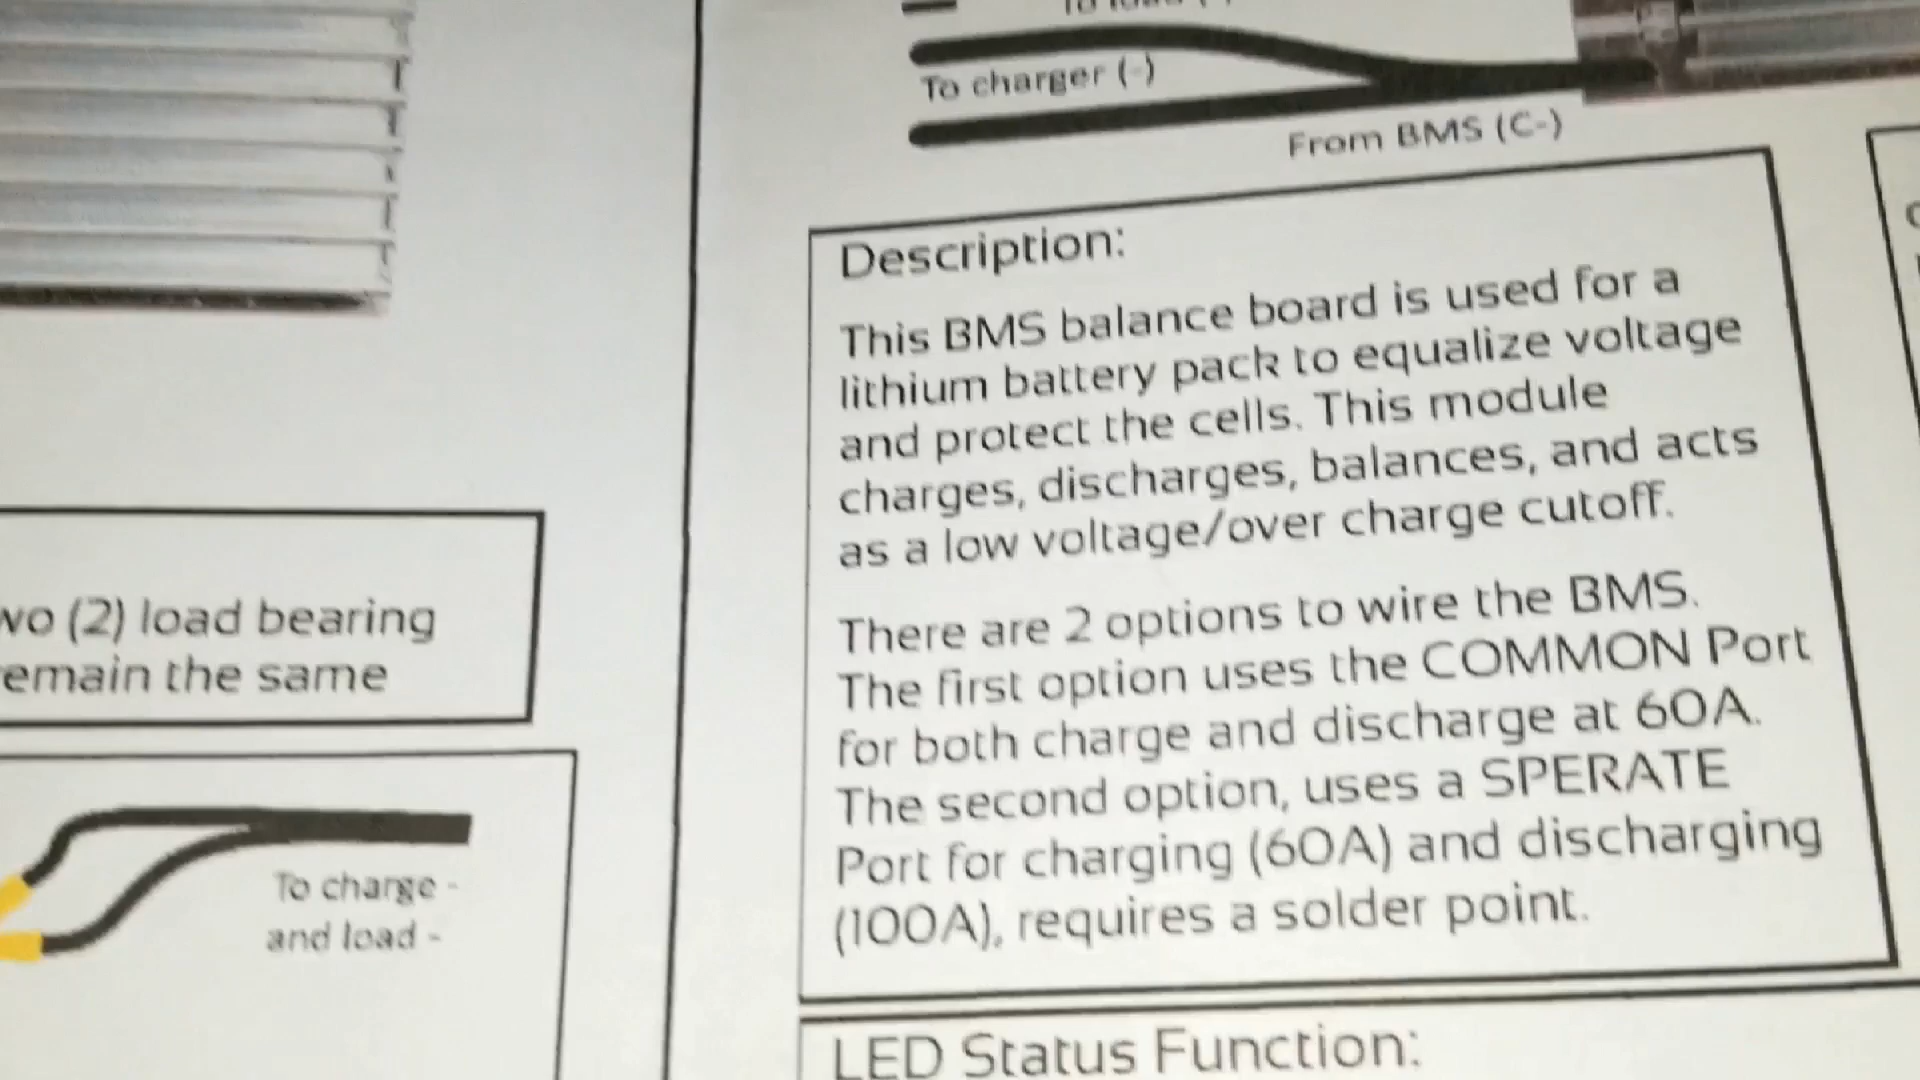 To charger (-)
From BMS (C-)
Description:
This BMS balance board is used for a
lithium battery pack to equalize voltage
and protect the cells. This module
charges, discharges, balances, and acts
as a low voltage/over charge cutoff.
There are 2 options to wire the BMS.
The first option uses the COMMON Port
for both charge and discharge at 60A.
The second option, uses a SPERATE
Port for charging (60A) and discharging
(100A), requires a solder point.
LED Status Function:
(2) load bearing
the same
To charge -
and load -